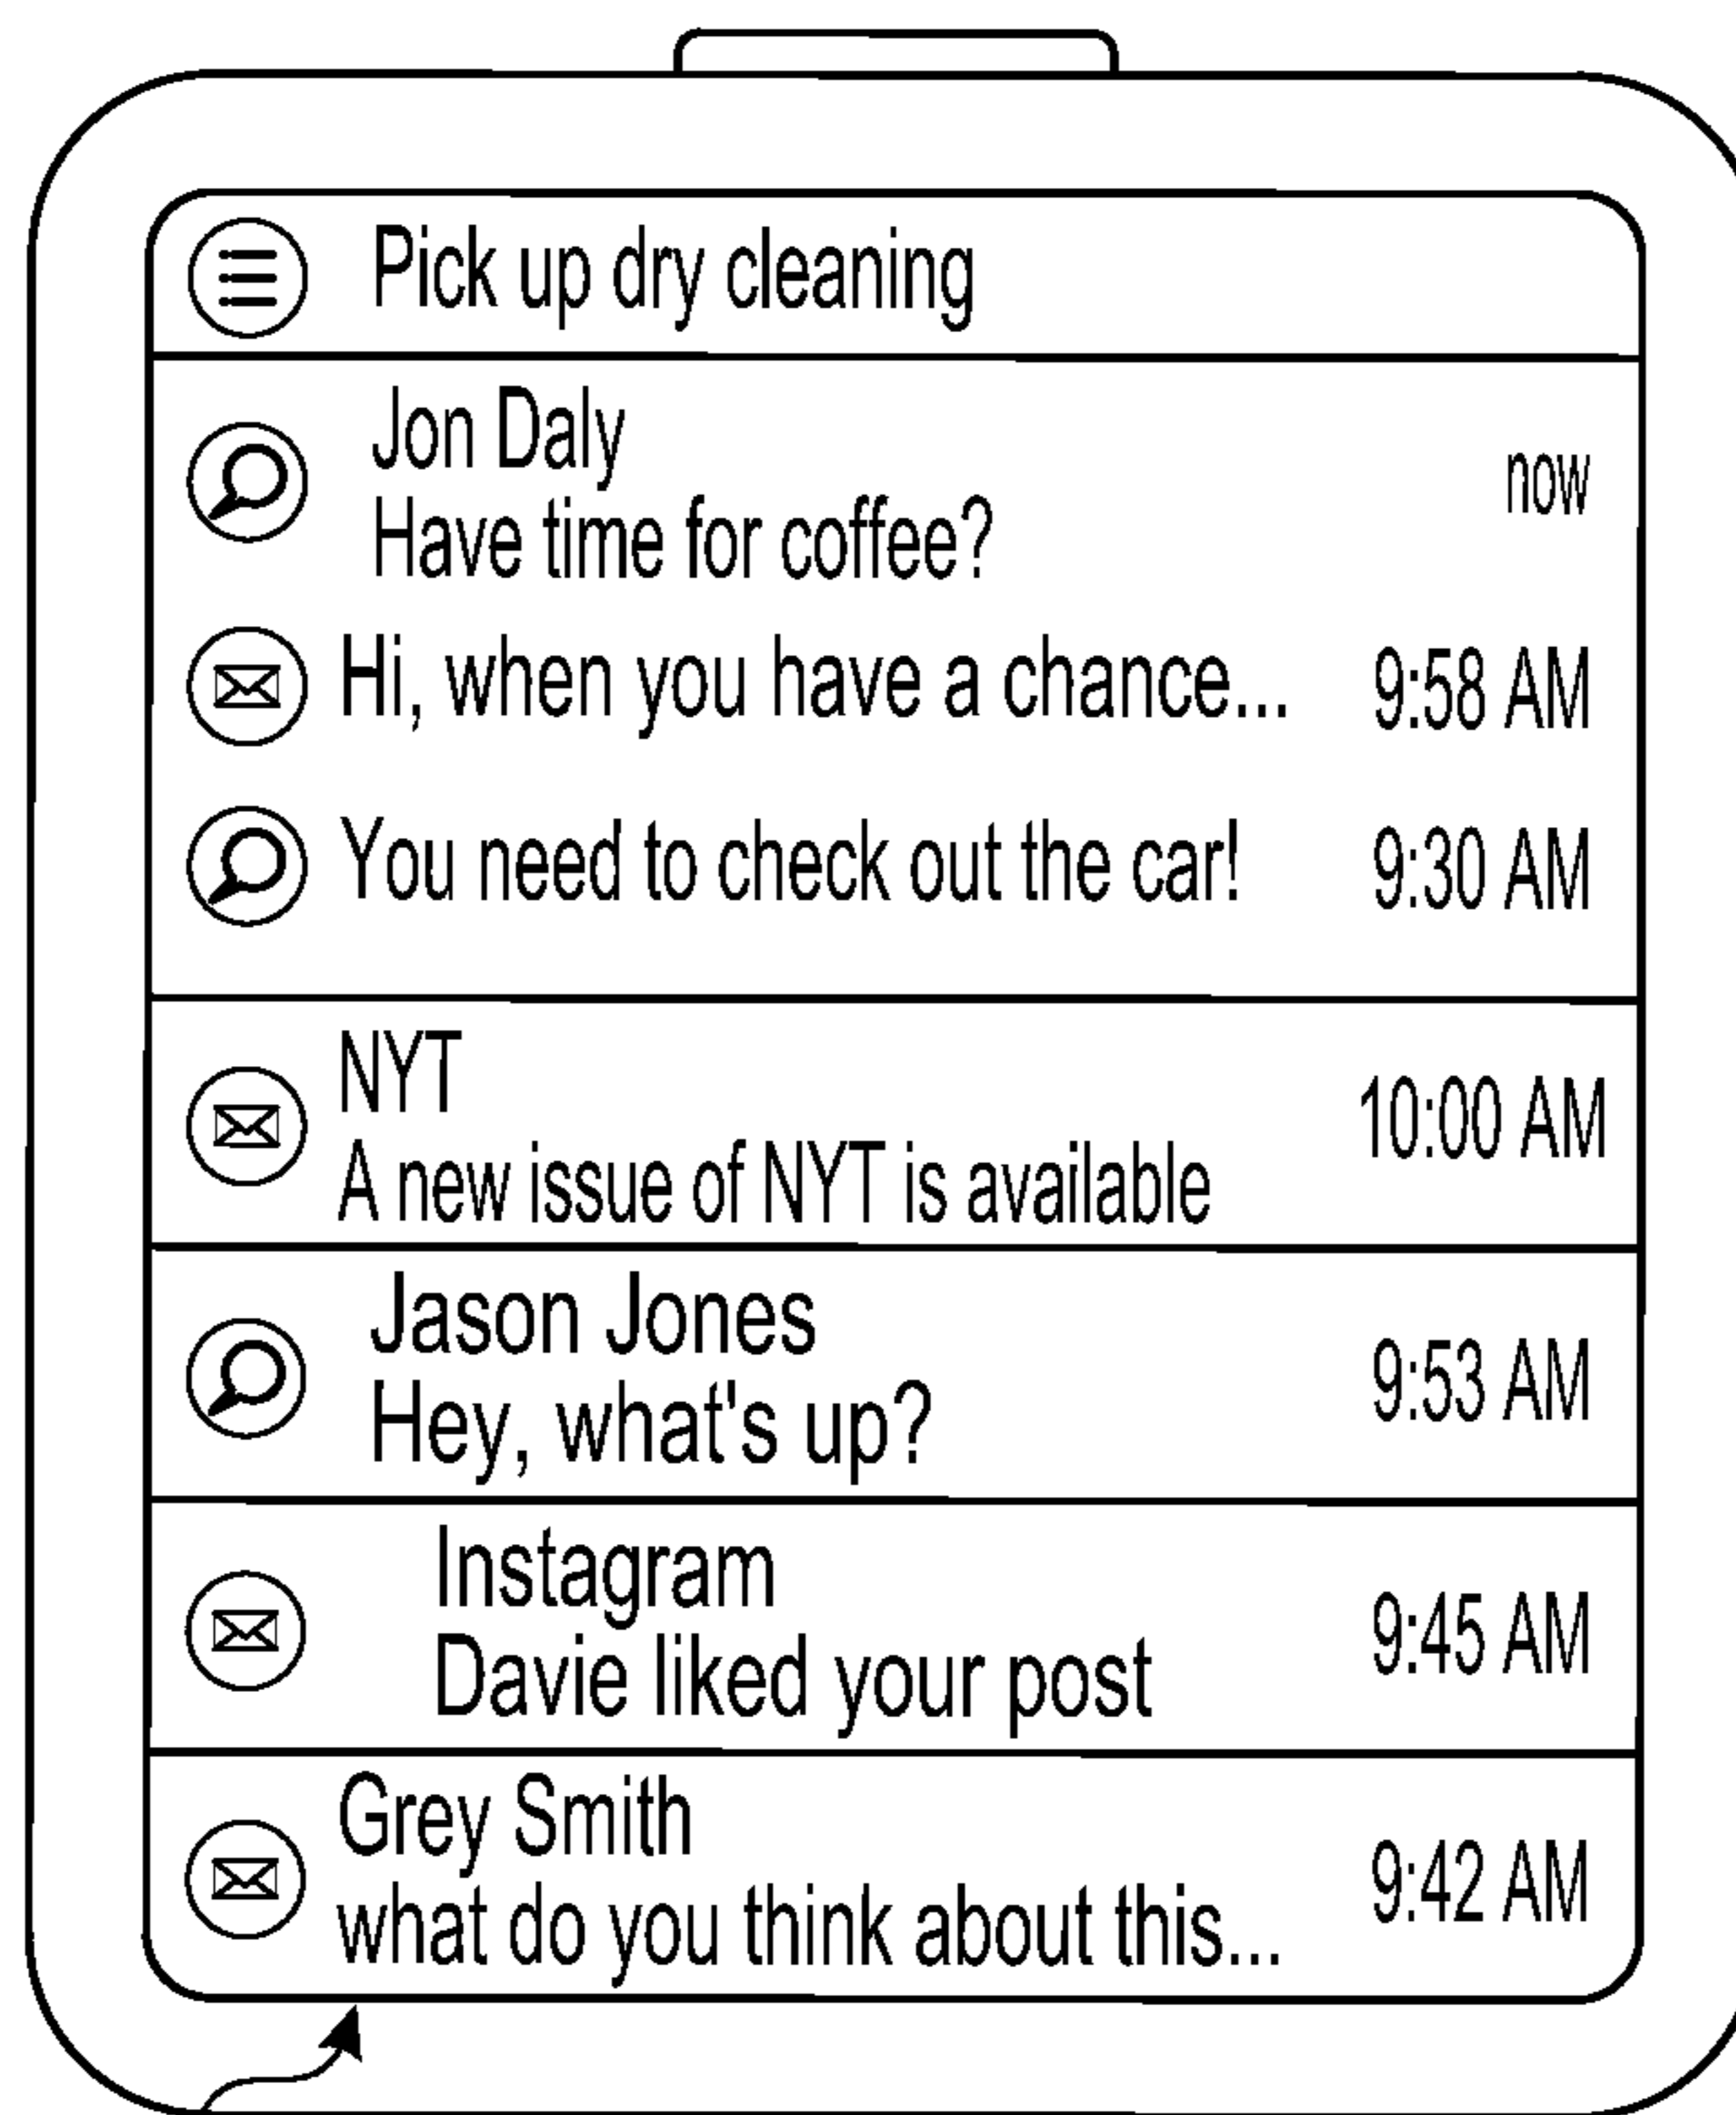 Pick up dry cleaning
Jon Daly
now
Have time for coffee?
Hi, when you have a chance... 9:58 AM
You need to check out the car! 9:30 AM
NYT
10:00 AM
A new issue of NYT is available
Jason Jones
9:53 AM
Hey, what's up?
Instagram
9:45 AM
Davie liked your post
Grey Smith
9:42 AM
what do you think about this...